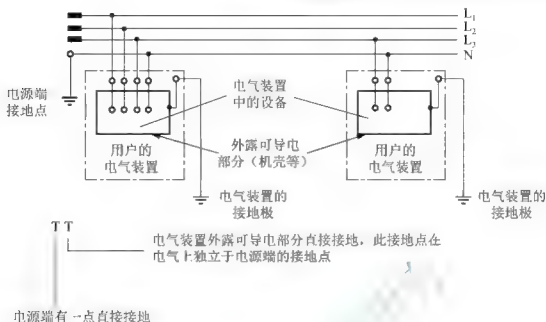 L₁
L₂
L₃
N
电源端
接地点
电气装置
中的设备
外露可导电
部分（机壳等）
用户的
电气装置
用户的
电气装置
电气装置的
接地极
电气装置的
接地极
T T
电气装置外露可导电部分直接接地，此接地点在
电气上独立于电源端的接地点
电源端有一点直接接地